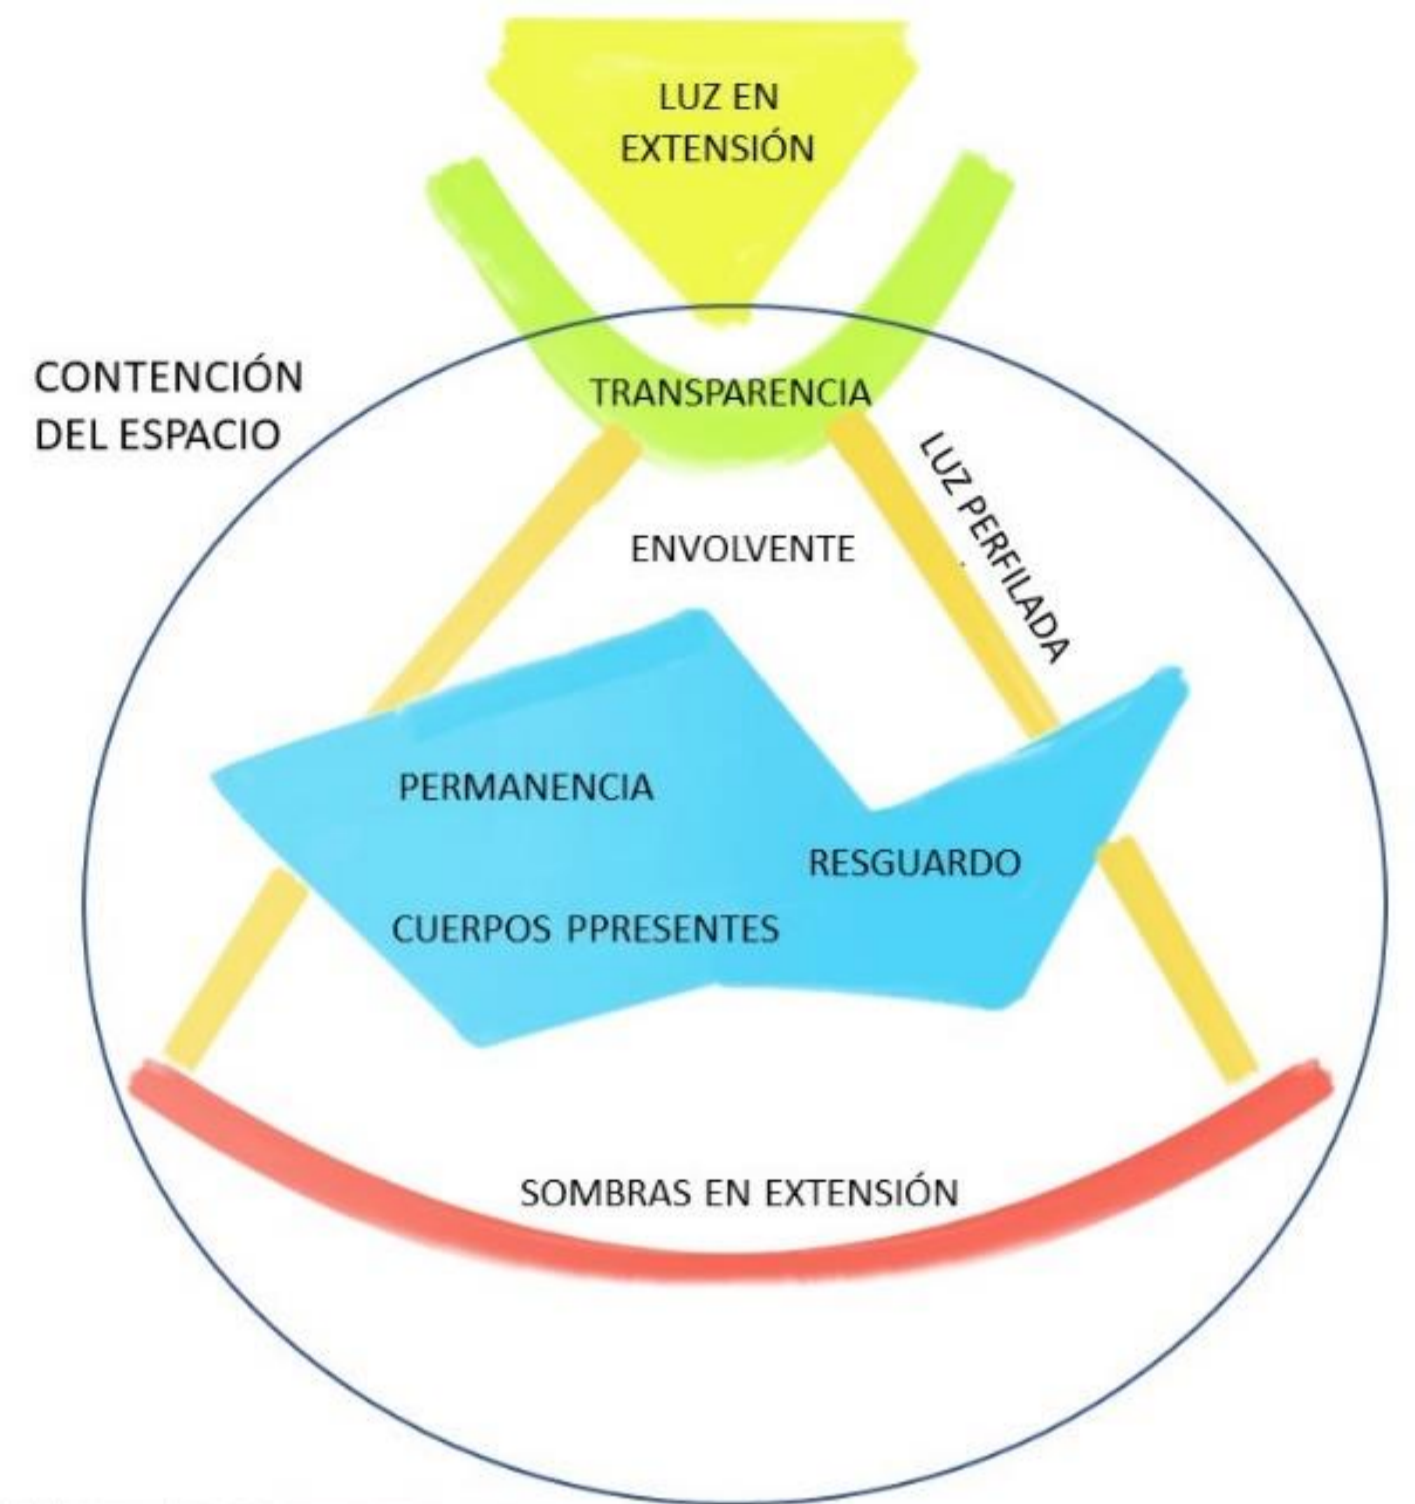 LUZ EN
EXTENSIÓN
CONTENCIÓN
DEL ESPACIO
TRANSPARENCIA
LUZ PERFILADA
ENVOLVENTE
PERMANENCIA
RESGUARDO
CUERPOS PPRESENTES
SOMBRAS EN EXTENSIÓN